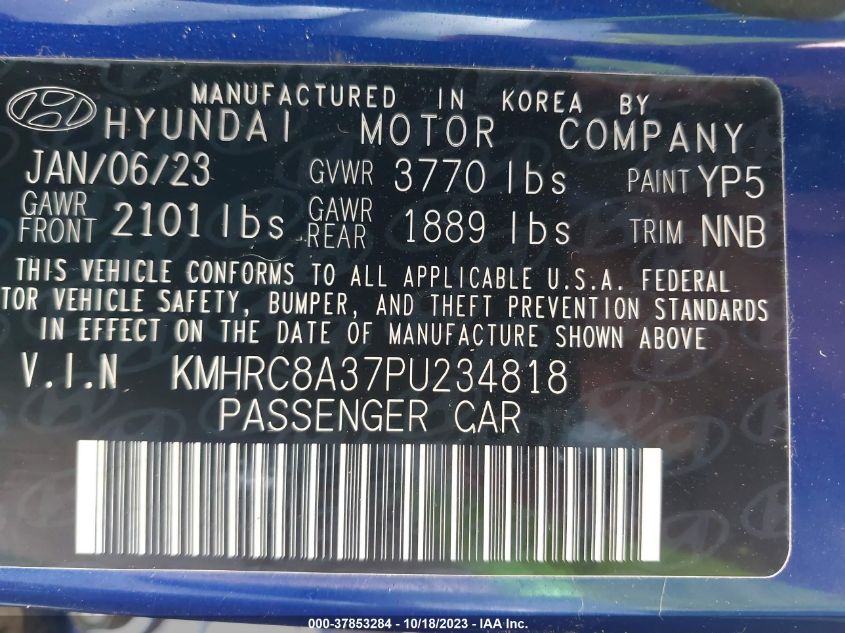 MANUFACTURED IN KOREA BY
HYUNDAI MOTOR COMPANY
JAN/06/23 GVWR 3770 lbs PAINT YP5
GAWR FRONT 2101 lbs GAWR REAR 1889 lbs TRIM NNB
THIS VEHICLE CONFORMS TO ALL APPLICABLE U.S.A. FEDERAL
TOR VEHICLE SAFETY, BUMPER, AND THEFT PREVENTION STANDARDS
IN EFFECT ON THE DATE OF MANUFACTURE SHOWN ABOVE
V.I.N KMHRC8A37PU234818
PASSENGER CAR
000-37853284 - 10/18/2023 - IAA Inc.